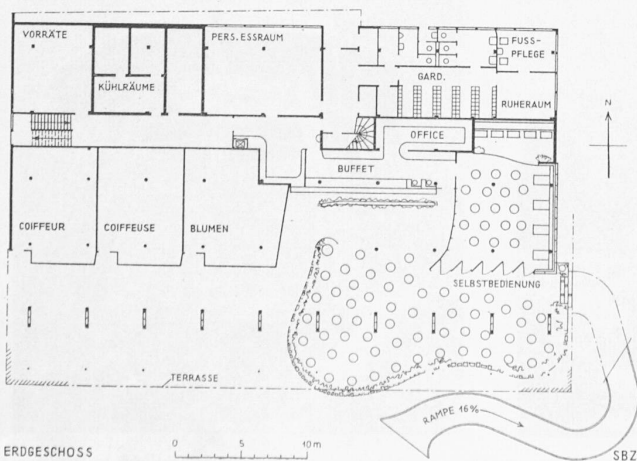 VORRÄTE
PERS. ESSRAUM
FUSS-
PFLEGE
KÜHLRÄUME
GARD.
RUHERAUM
N
OFFICE
BUFFET
COIFFEUR
COIFFEUSE
BLUMEN
SELBSTBEDIENUNG
TERRASSE
RAMPE 16%
ERDGESCHOSS
0 5 10 m
SBZ